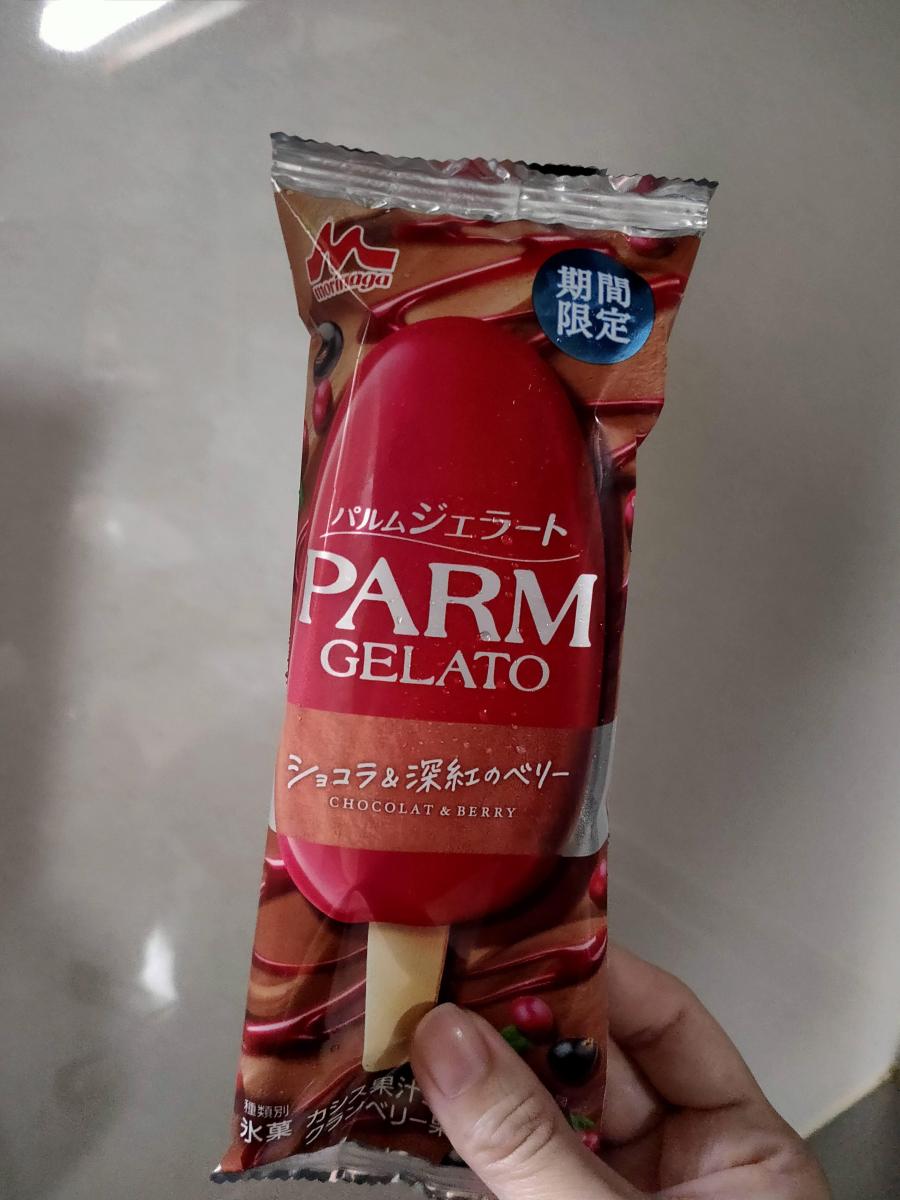 morinaga
期間
限定
パルムジェラート
PARM
GELATO
ショコラ&深紅のベリー
CHOCOLAT & BERRY
種類別
氷菓
カシス果汁
クランベリー果